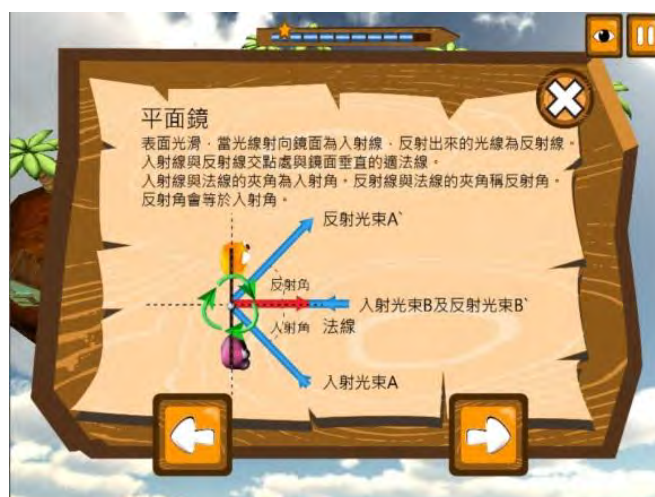 平面鏡
表面光滑，當光線射向鏡面為入射線，反射出來的光線為反射線。
入射線與反射線交點處與鏡面垂直的適法線。
入射線與法線的夾角為入射角，反射線與法線的夾角稱反射角。
反射角會等於入射角。
反射光束A`
反射角
入射光束B及反射光束B`
入射角 法線
入射光束A